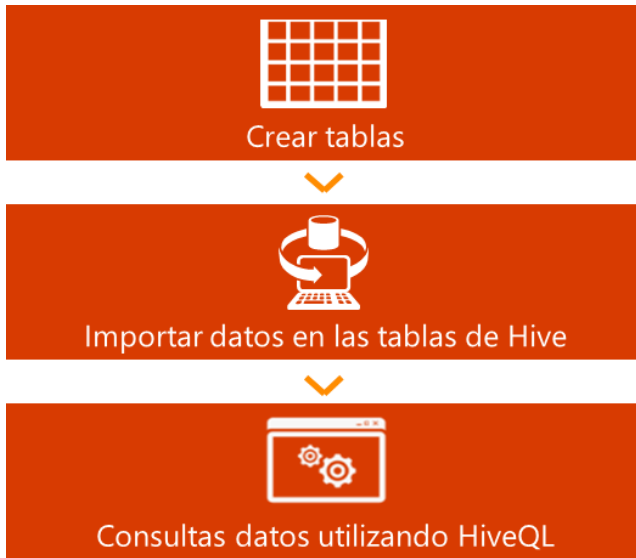 Crear tablas
Importar datos en las tablas de Hive
Consultas datos utilizando HiveQL